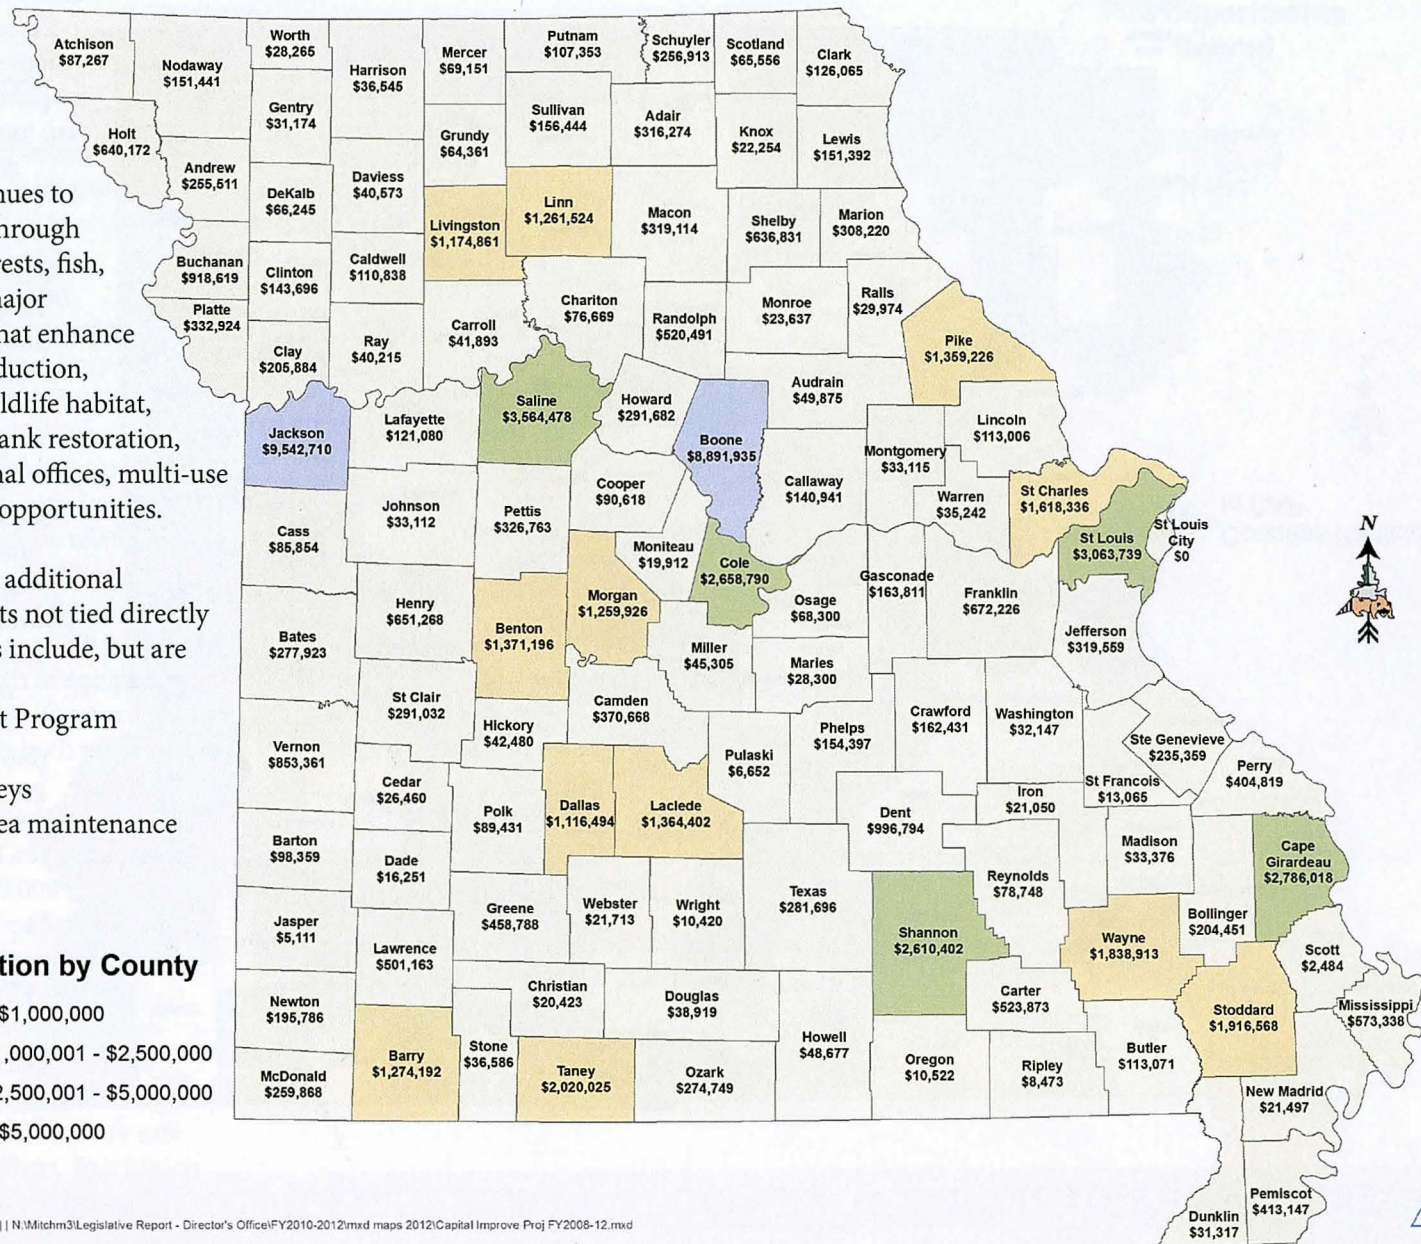 Atchison
$87,267
Nodaway
$151,441
Worth
$28,265
Harrison
$36,545
Mercer
$69,151
Putnam
$107,353
Schuyler
$256,913
Scotland
$65,556
Clark
$126,065
Holt
$640,172
Andrew
$255,511
Gentry
$31,174
DeKalb
$66,245
Daviess
$40,573
Grundy
$64,361
Sullivan
$156,444
Adair
$316,274
Knox
$22,254
Lewis
$151,392
Livingston
$1,174,861
Linn
$1,261,524
Macon
$319,114
Shelby
$636,831
Marion
$308,220
Buchanan
$918,619
Clinton
$143,696
Caldwell
$110,838
Platte
$332,924
Clay
$205,884
Ray
$40,215
Carroll
$41,893
Chariton
$76,669
Randolph
$520,491
Monroe
$23,637
Ralls
$29,974
Pike
$1,359,226
Jackson
$9,542,710
Lafayette
$121,080
Saline
$3,564,478
Howard
$291,682
Boone
$8,891,935
Audrain
$49,875
Lincoln
$113,006
Montgomery
$33,115
Callaway
$140,941
Warren
$35,242
St Charles
$1,618,336
St Louis
$3,063,739
St Louis
City
$0
Cass
$85,854
Johnson
$33,112
Pettis
$326,763
Cooper
$90,618
Moniteau
$19,912
Cole
$2,658,790
Osage
$68,300
Gasconade
$163,811
Franklin
$672,226
Jefferson
$319,559
Bates
$277,923
Henry
$651,268
Benton
$1,371,196
Morgan
$1,259,926
Miller
$45,305
Maries
$28,300
St Clair
$291,032
Hickory
$42,480
Camden
$370,668
Pulaski
$6,652
Phelps
$154,397
Crawford
$162,431
Washington
$32,147
Ste Genevieve
$235,359
St Francois
$13,065
Perry
$404,819
Vernon
$853,361
Cedar
$26,460
Polk
$89,431
Dallas
$1,116,494
Laclede
$1,364,402
Dent
$996,794
Iron
$21,050
Madison
$33,376
Cape
Girardeau
$2,786,018
Barton
$98,359
Dade
$16,251
Greene
$458,788
Webster
$21,713
Wright
$10,420
Texas
$281,696
Shannon
$2,610,402
Reynolds
$78,748
Wayne
$1,838,913
Bollinger
$204,451
Scott
$2,484
Jasper
$5,111
Lawrence
$501,163
Christian
$20,423
Douglas
$38,919
Howell
$48,677
Carter
$523,873
Stoddard
$1,916,568
Mississippi
$573,338
Newton
$195,786
McDonald
$259,868
Barry
$1,274,192
Stone
$36,586
Taney
$2,020,025
Ozark
$274,749
Oregon
$10,522
Ripley
$8,473
Butler
$113,071
New Madrid
$21,497
Pemiscot
$413,147
Dunklin
$31,317
N
nues to
hrough
rests, fish,
ajor
hat enhance
duction,
ildlife habitat,
ank restoration,
nal offices, multi-use
opportunities.
additional
ts not tied directly
s include, but are
t Program
eys
ea maintenance
tion by County
$1,000,000
,000,001 - $2,500,000
2,500,001 - $5,000,000
$5,000,000
| N:\Mitchm3\Legislative Report - Director's Office\FY2010-2012\mxd maps 2012\Capital Improve Proj FY2008-12.mxd